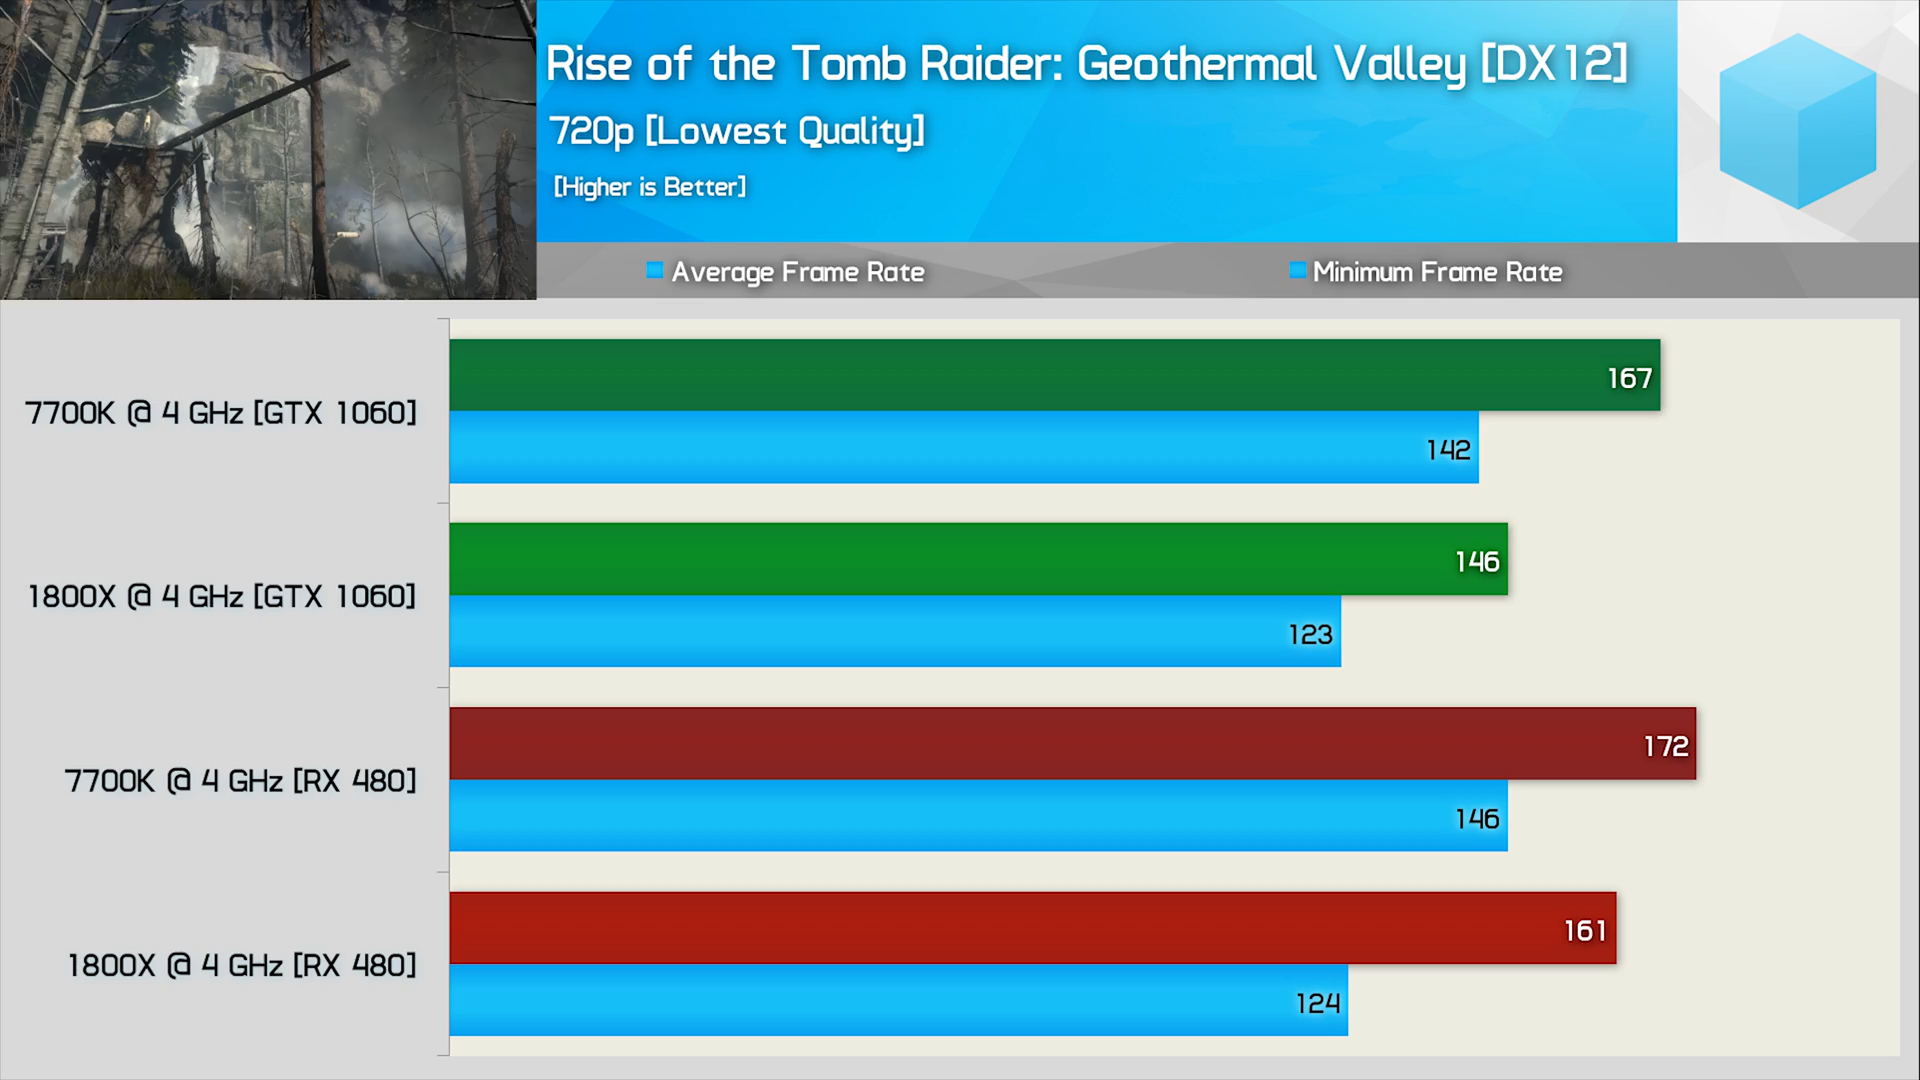 Rise of the Tomb Raider: Geothermal Valley [DX12]
720p [Lowest Quality]
[Higher is Better]
Average Frame Rate
Minimum Frame Rate
7700K @ 4 GHz [GTX 1060]
167
142
1800X @ 4 GHz [GTX 1060]
146
123
7700K @ 4 GHz [RX 480]
172
146
1800X @ 4 GHz [RX 480]
161
124